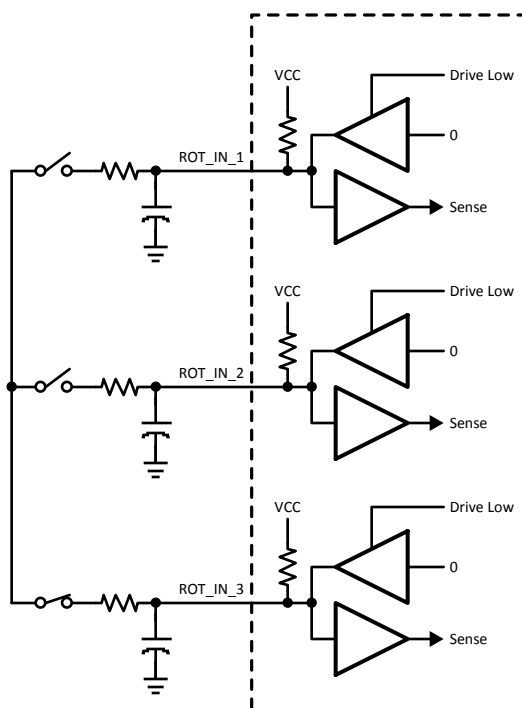 VCC
Drive Low
ROT_IN_1
0
Sense
VCC
Drive Low
ROT_IN_2
0
Sense
VCC
Drive Low
ROT_IN_3
0
Sense